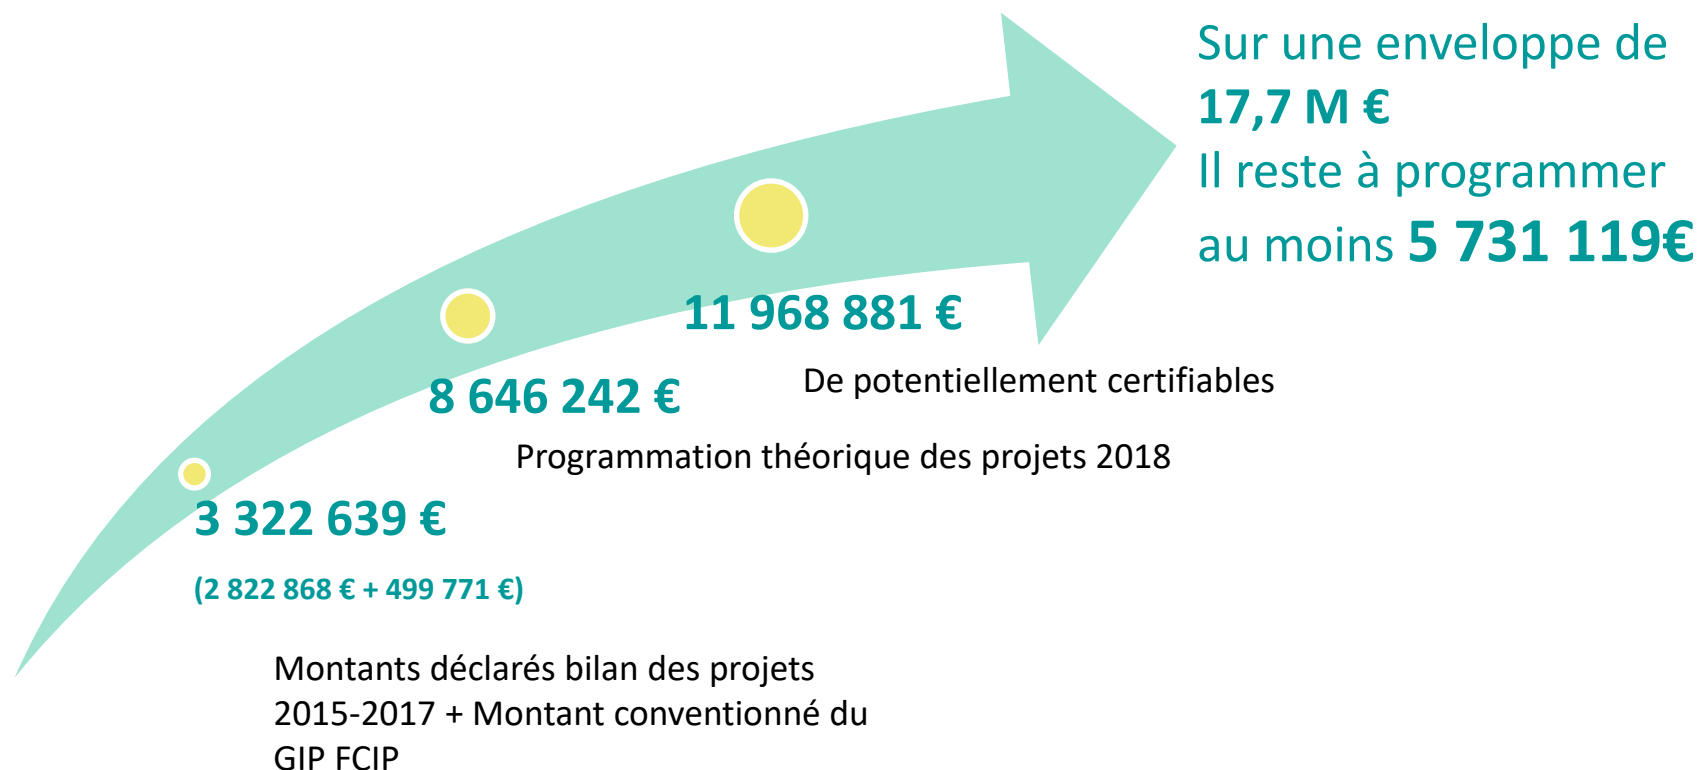 Sur une enveloppe de
17,7 M €
Il reste à programmer
au moins 5 731 119€
11 968 881 €
De potentiellement certifiables
8 646 242 €
Programmation théorique des projets 2018
3 322 639 €
(2 822 868 € + 499 771 €)
Montants déclarés bilan des projets
2015-2017 + Montant conventionné du
GIP FCIP